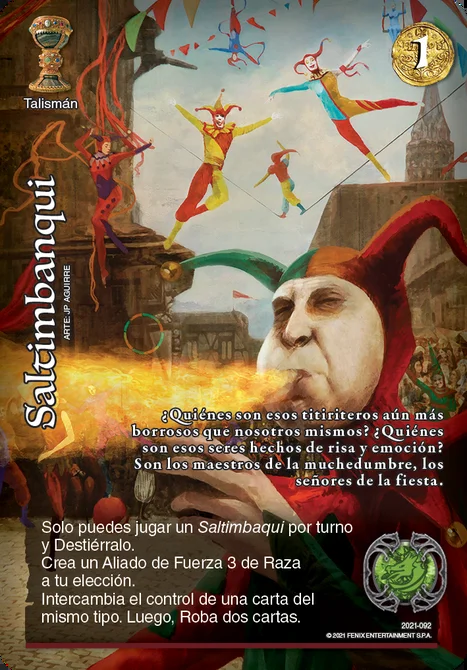 1
Talismán
Saltimbanqui
ARTE: JP AGUIRRE
¿Quiénes son esos titiriteros aún más
borrosos que nosotros mismos? ¿Quiénes
son esos seres hechos de risa y emoción?
Son los maestros de la muchedumbre, los
señores de la fiesta.
Solo puedes jugar un Saltimbaqui por turno
y Destiérralo.
Crea un Aliado de Fuerza 3 de Raza
a tu elección.
Intercambia el control de una carta del
mismo tipo. Luego, Roba dos cartas.
2021-092
© 2021 FENIX ENTERTAINMENT S.P.A.